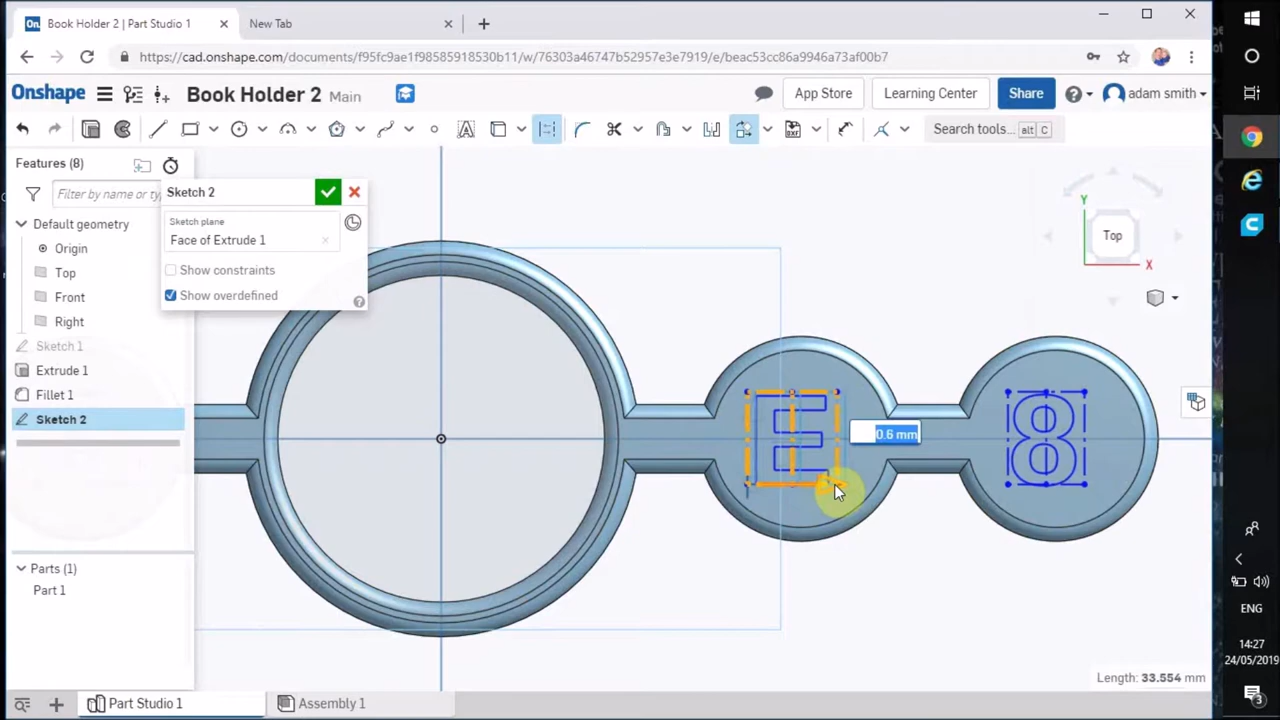 On. Book Holder 2 | Part Studio 1
New Tab
https://cad.onshape.com/documents/f95fc9ae1f98585918530b71/w/76303a46747b52957e3e7919/e/beac53cc86a9946a73af00b7
Onshape
Book Holder 2 Main
App Store
Learning Center
Share
adam smith
Search tools... alt C
Features (8)
Filter by name or ty
Sketch 2
Sketch plane
Face of Extrude 1
Show constraints
Show overdefined
Default geometry
Origin
Top
Front
Right
Sketch 1
Extrude 1
Fillet 1
Sketch 2
Parts (1)
Part 1
Y
Top
X
E
0.6 mm
8
Length: 33.554 mm
Part Studio 1
Assembly 1
ENG
14:27
24/05/2019
3